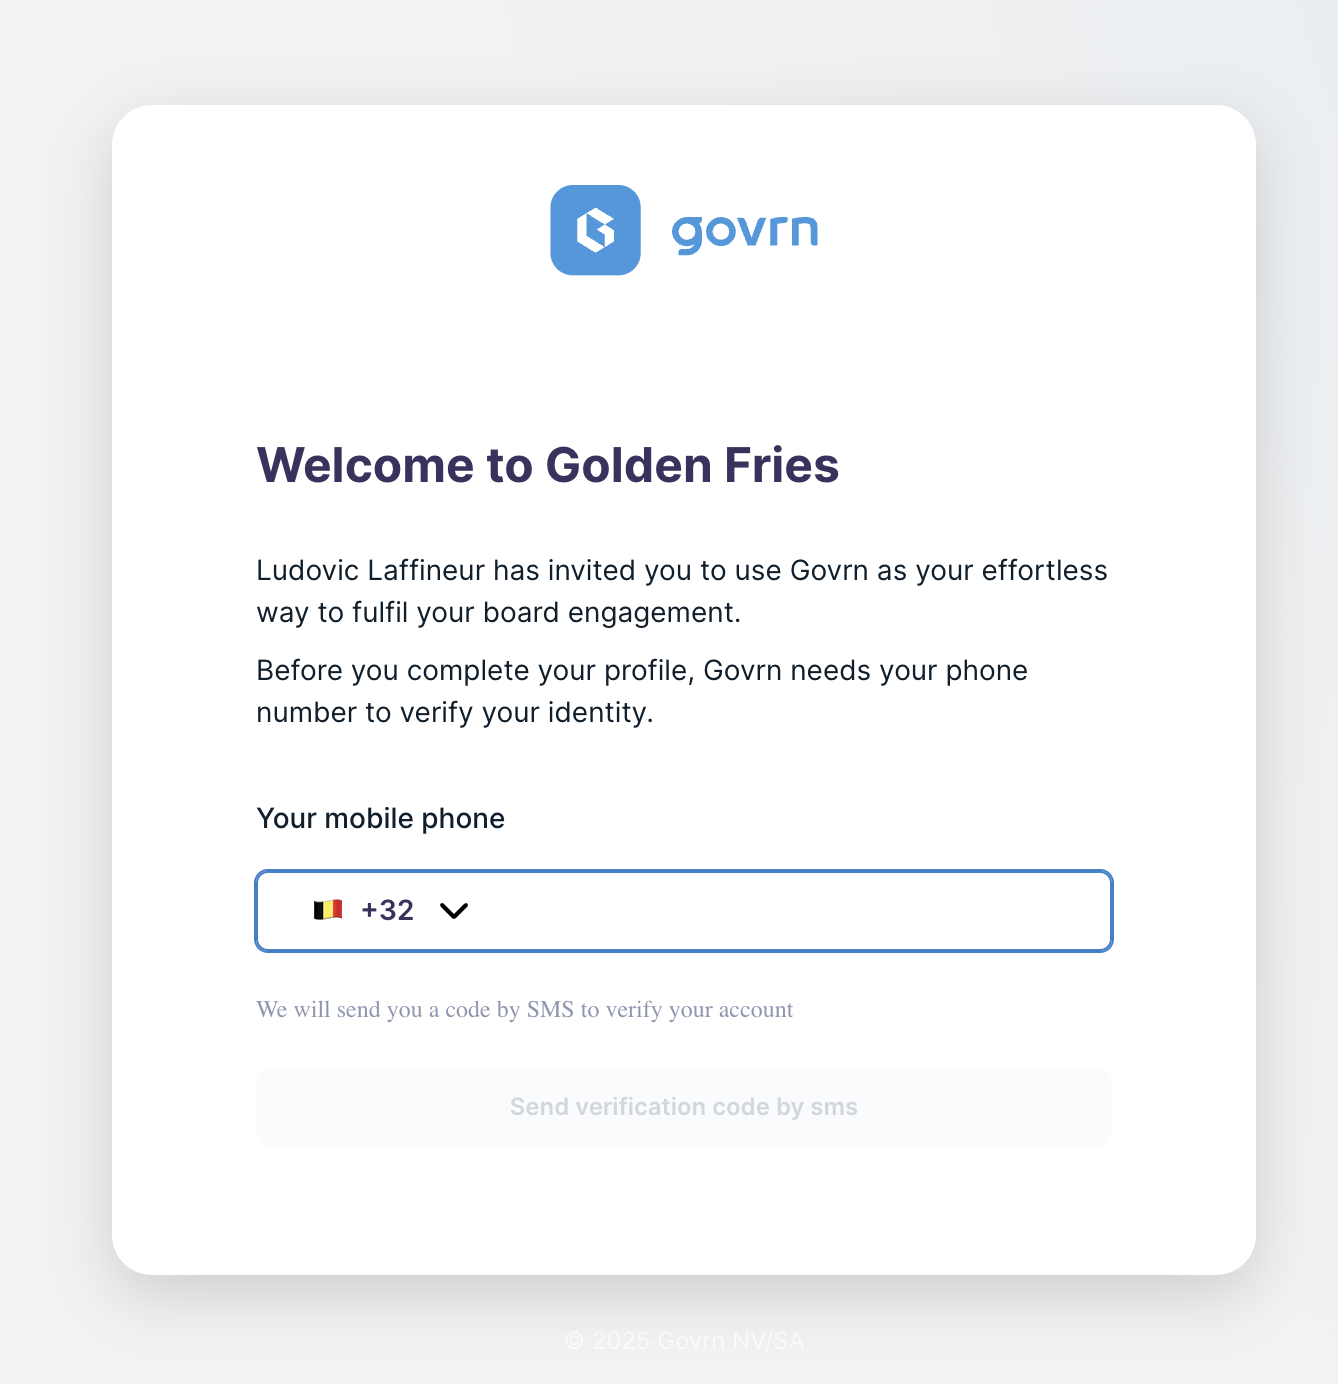 govrn
Welcome to Golden Fries
Ludovic Laffineur has invited you to use Govrn as your effortless
way to fulfil your board engagement.
Before you complete your profile, Govrn needs your phone
number to verify your identity.
Your mobile phone
+32
We will send you a code by SMS to verify your account
Send verification code by sms
© 2025 Govrn NV/SA